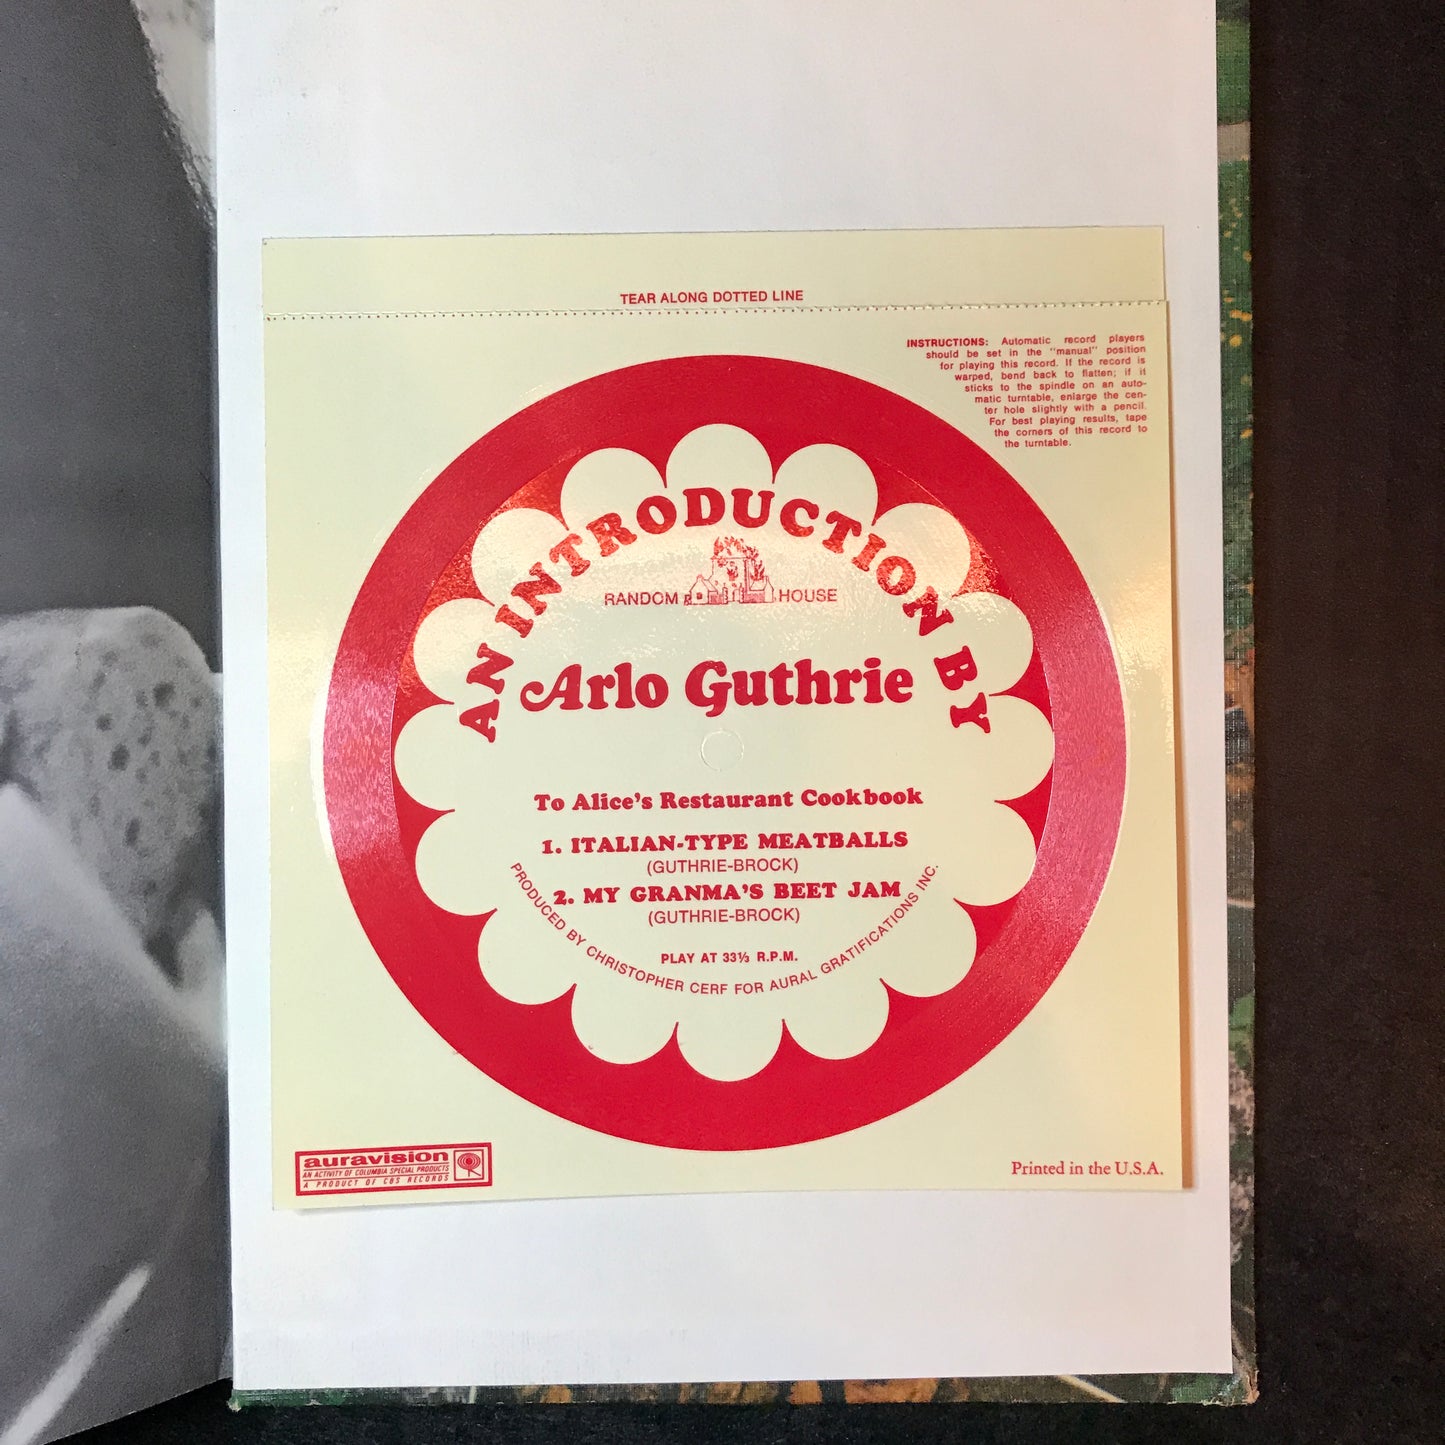 TEAR ALONG DOTTED LINE
INSTRUCTIONS: Automatic record players
should be set in the "manual" position
for playing this record. If the record is
warped, bend back to flatten; if it
sticks to the spindle on an auto-
matic turntable, enlarge the cen-
ter hole slightly with a pencil.
For best playing results, tape
the corners of this record to
the turntable.
AN INTRODUCTION BY
RANDOM HOUSE
Arlo Guthrie
To Alice's Restaurant Cookbook
1. ITALIAN-TYPE MEATBALLS
(GUTHRIE-BROCK)
2. MY GRANMA'S BEET JAM
(GUTHRIE-BROCK)
PLAY AT 33⅓ R.P.M.
PRODUCED BY CHRISTOPHER CERF FOR AURAL GRATIFICATIONS INC.
auravision
AN ACTIVITY OF COLUMBIA SPECIAL PRODUCTS
A PRODUCT OF CBS RECORDS
Printed in the U.S.A.